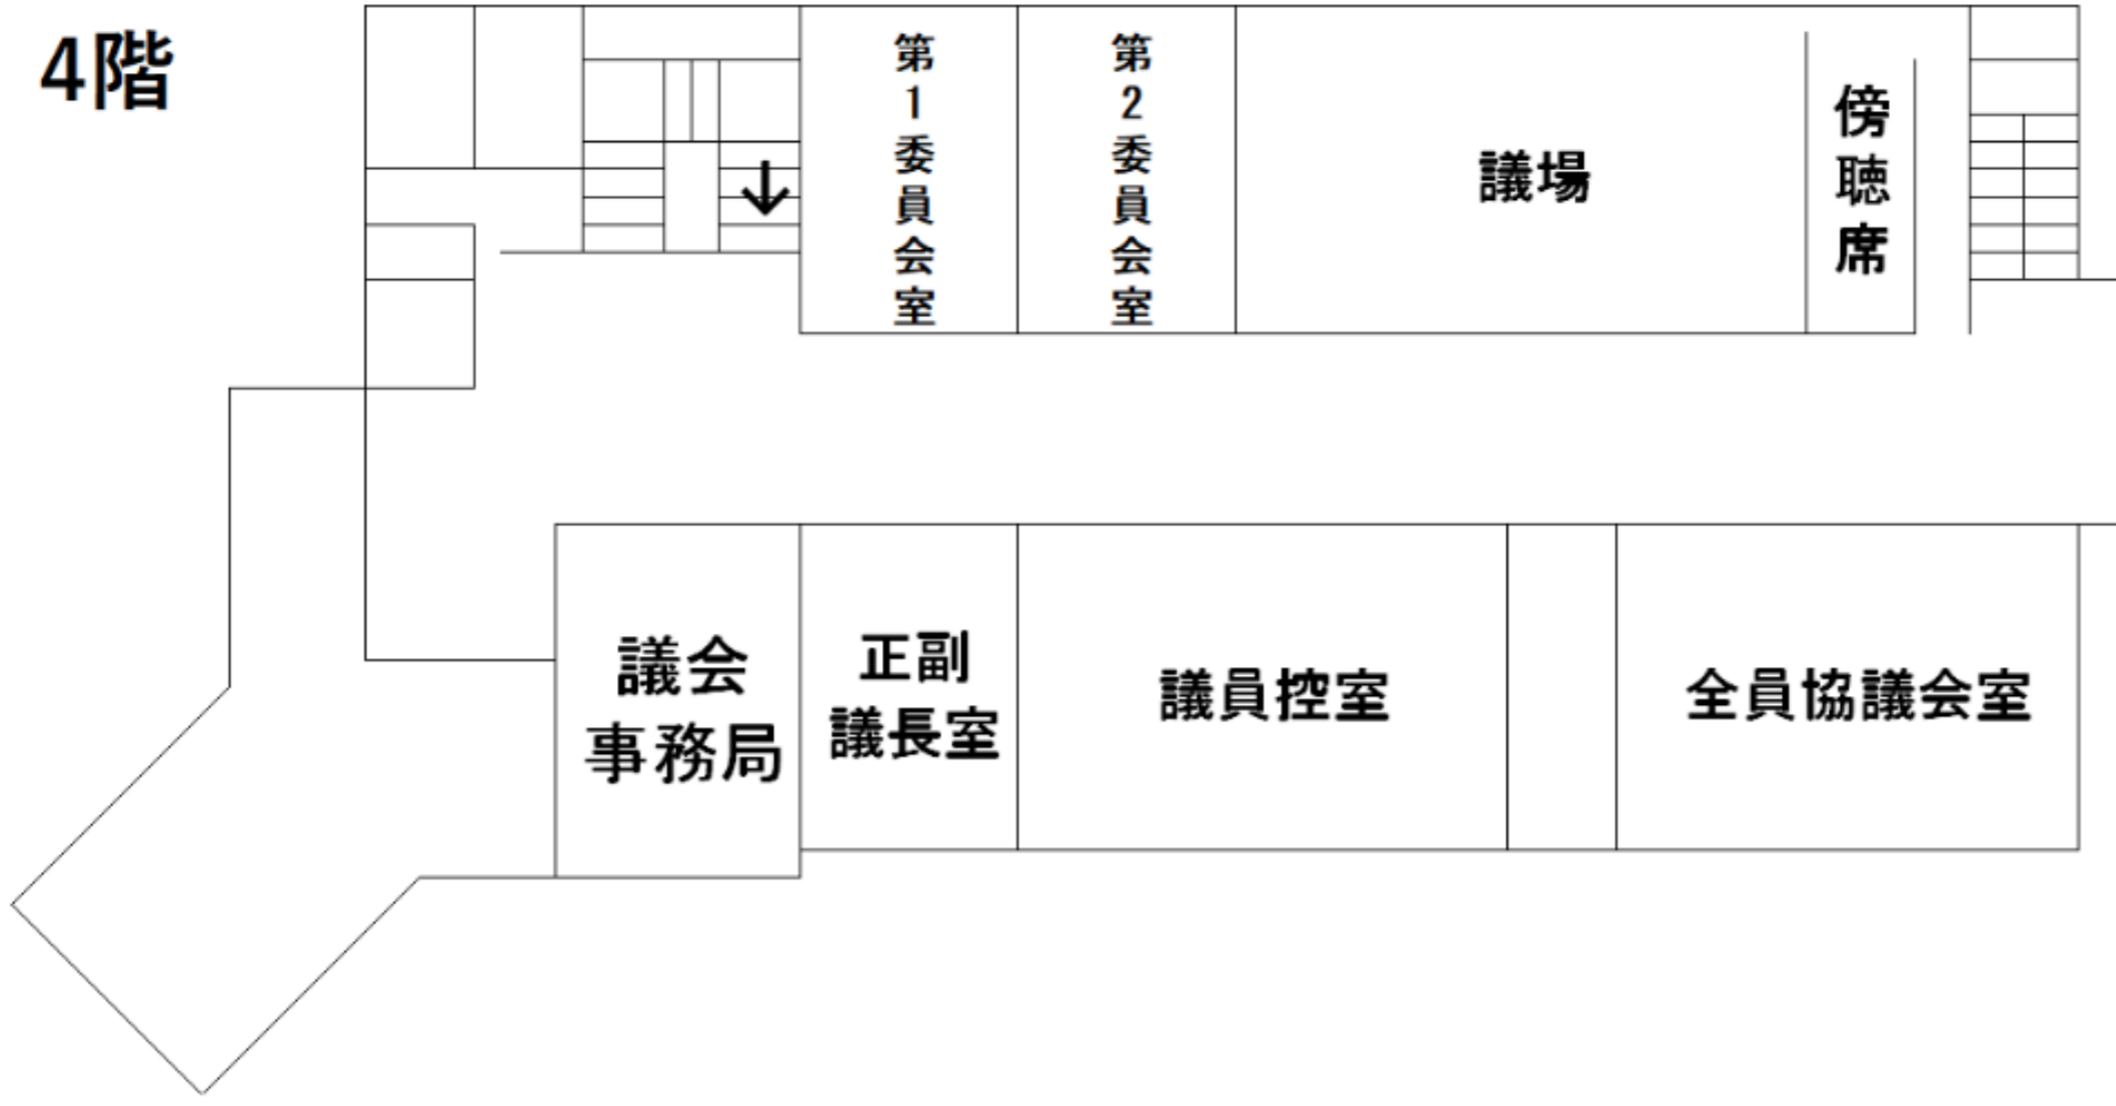 4階
第1委員会室
第2委員会室
議場
傍聴席
議会
事務局
正副
議長室
議員控室
全員協議会室